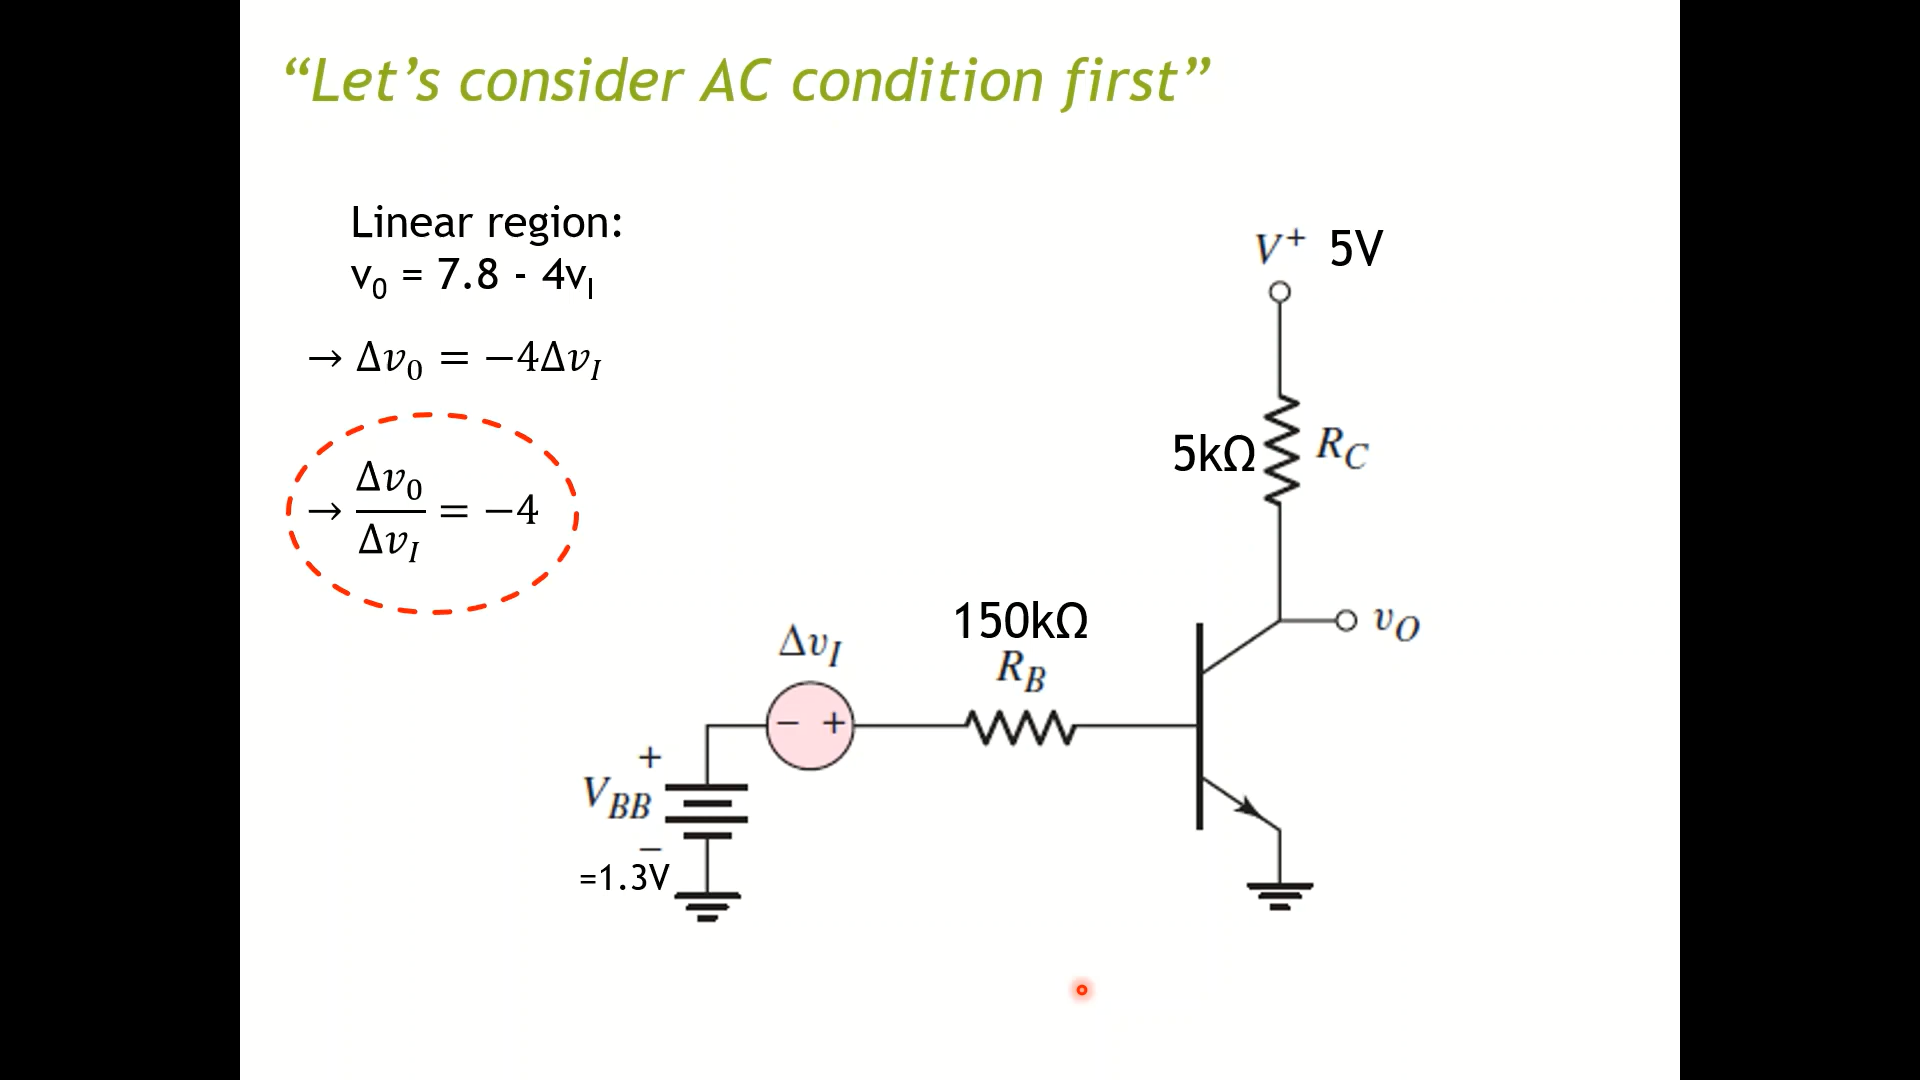 “Let’s consider AC condition first”
Linear region:
v₀ = 7.8 - 4vI
→ Δv₀ = −4ΔvI
→ Δv₀/ΔvI = −4
V⁺ 5V
5kΩ RC
vO
150kΩ
RB
ΔvI
− +
+
VBB
−
=1.3V